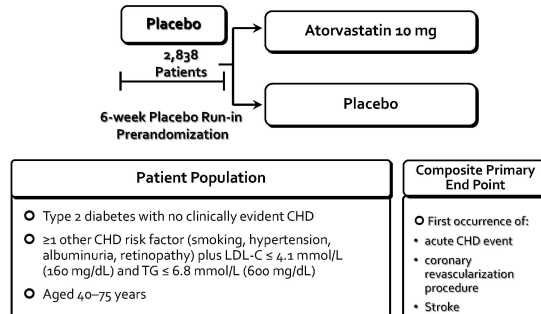 Placebo
Atorvastatin 10 mg
2,838
Patients
6-week Placebo Run-in
Prerandomization
Placebo
Patient Population
Type 2 diabetes with no clinically evident CHD
≥1 other CHD risk factor (smoking, hypertension,
albuminuria, retinopathy) plus LDL-C ≤ 4.1 mmol/L
(160 mg/dL) and TG ≤ 6.8 mmol/L (600 mg/dL)
Aged 40–75 years
Composite Primary
End Point
First occurrence of:
• acute CHD event
• coronary
revascularization
procedure
• Stroke